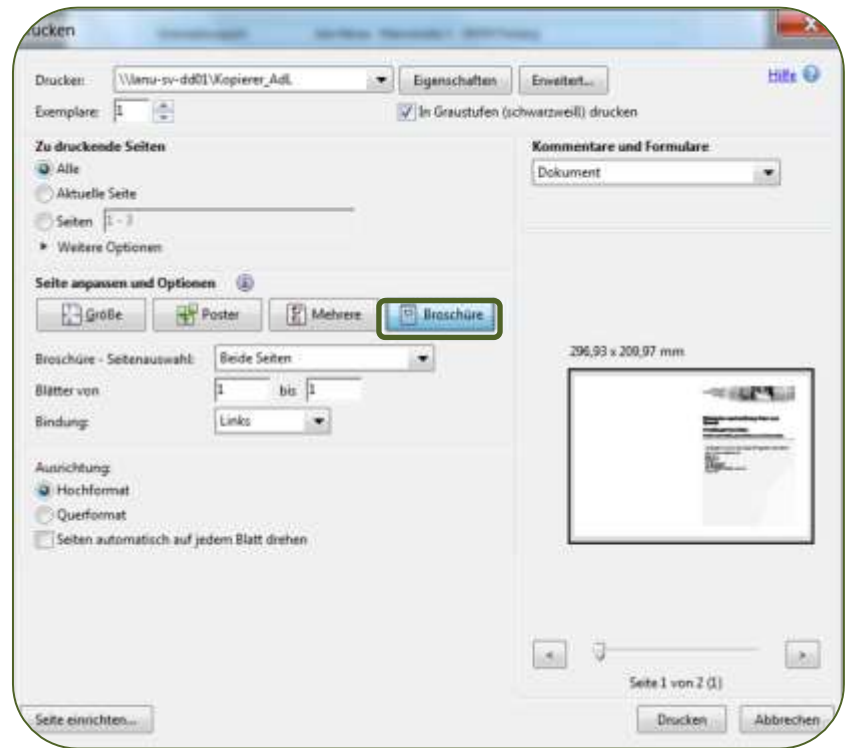 ucken
Drucker: \\lanu-sv-dd01\Kopierer_AdL Eigenschaften Erweitert... Hilfe
Exemplare: 1 In Graustufen (schwarzweiß) drucken
Zu druckende Seiten
Alle
Aktuelle Seite
Seiten 1 - 3
Weitere Optionen
Kommentare und Formulare
Dokument
Seite anpassen und Optionen
Größe Poster Mehrere Broschüre
Broschüre - Seitenauswahl: Beide Seiten
Blätter von 1 bis 1
Bindung: Links
Ausrichtung:
Hochformat
Querformat
Seiten automatisch auf jedem Blatt drehen
296,93 x 209,97 mm
< >
Seite 1 von 2 (1)
Seite einrichten... Drucken Abbrechen